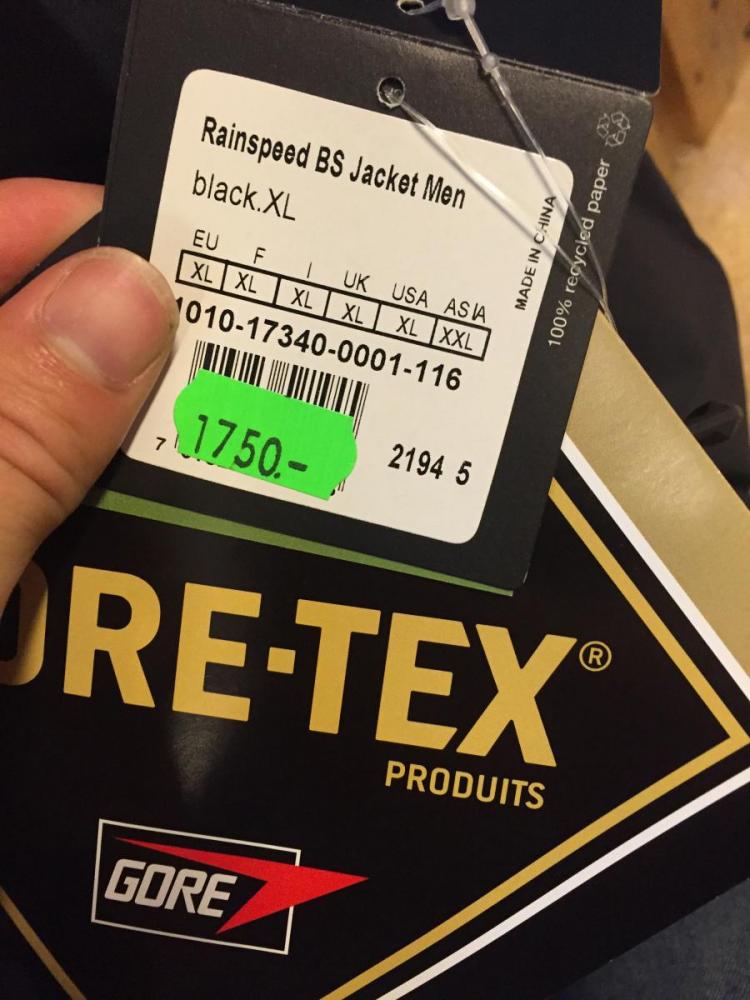 Rainspeed BS Jacket Men
black.XL
EU F I UK USA ASIA
XL XL XL XL XL XXL
1010-17340-0001-116
1750.-
7
2194 5
MADE IN CHINA
100% recycled paper
ORE-TEX®
PRODUITS
GORE